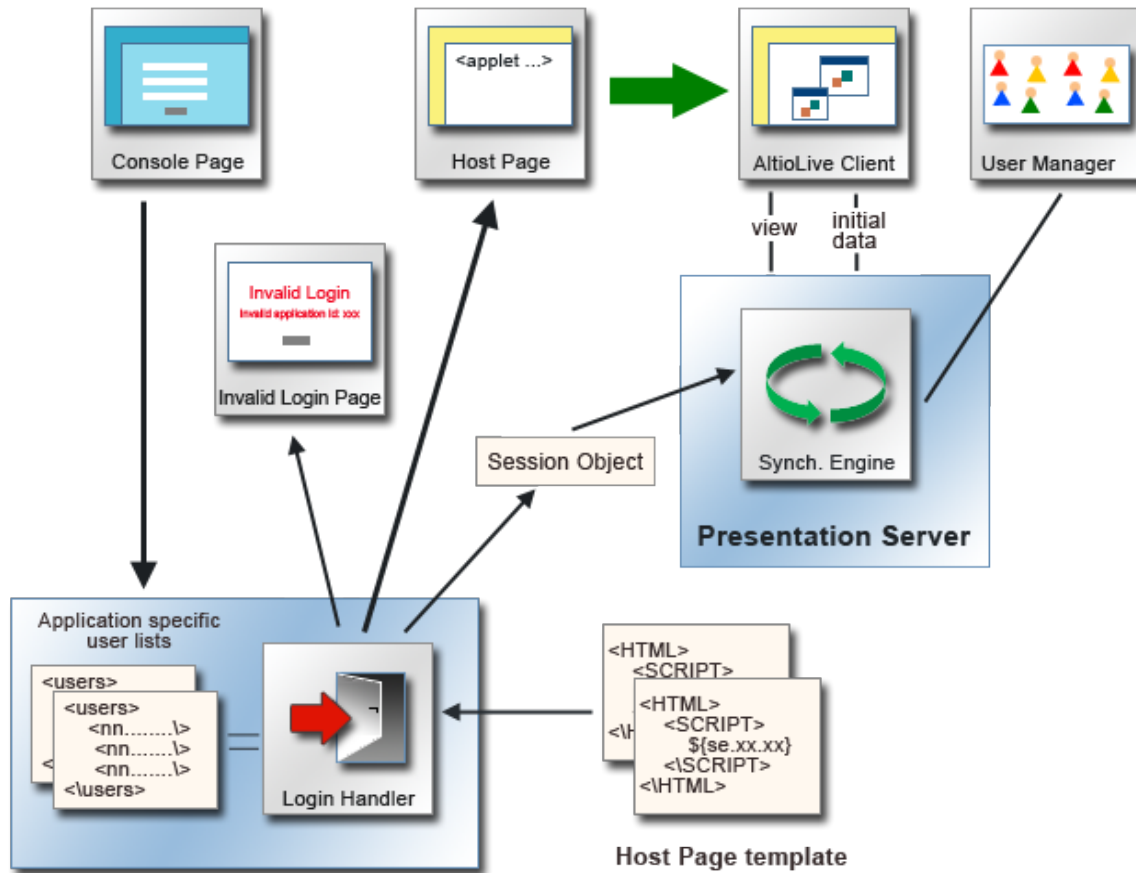 <applet ...>
Console Page
Host Page
AltioLive Client
User Manager
view
initial
data
Invalid Login
Invalid application Id: xxx
Invalid Login Page
Session Object
Synch. Engine
Presentation Server
Application specific
user lists
<users>
<
<users>
<nn........\>
<nn........\>
<nn........\>
<\users>
Login Handler
<HTML>
<SCRIPT>
<\H
<HTML>
<SCRIPT>
${se.xx.xx}
<\SCRIPT>
<\HTML>
Host Page template